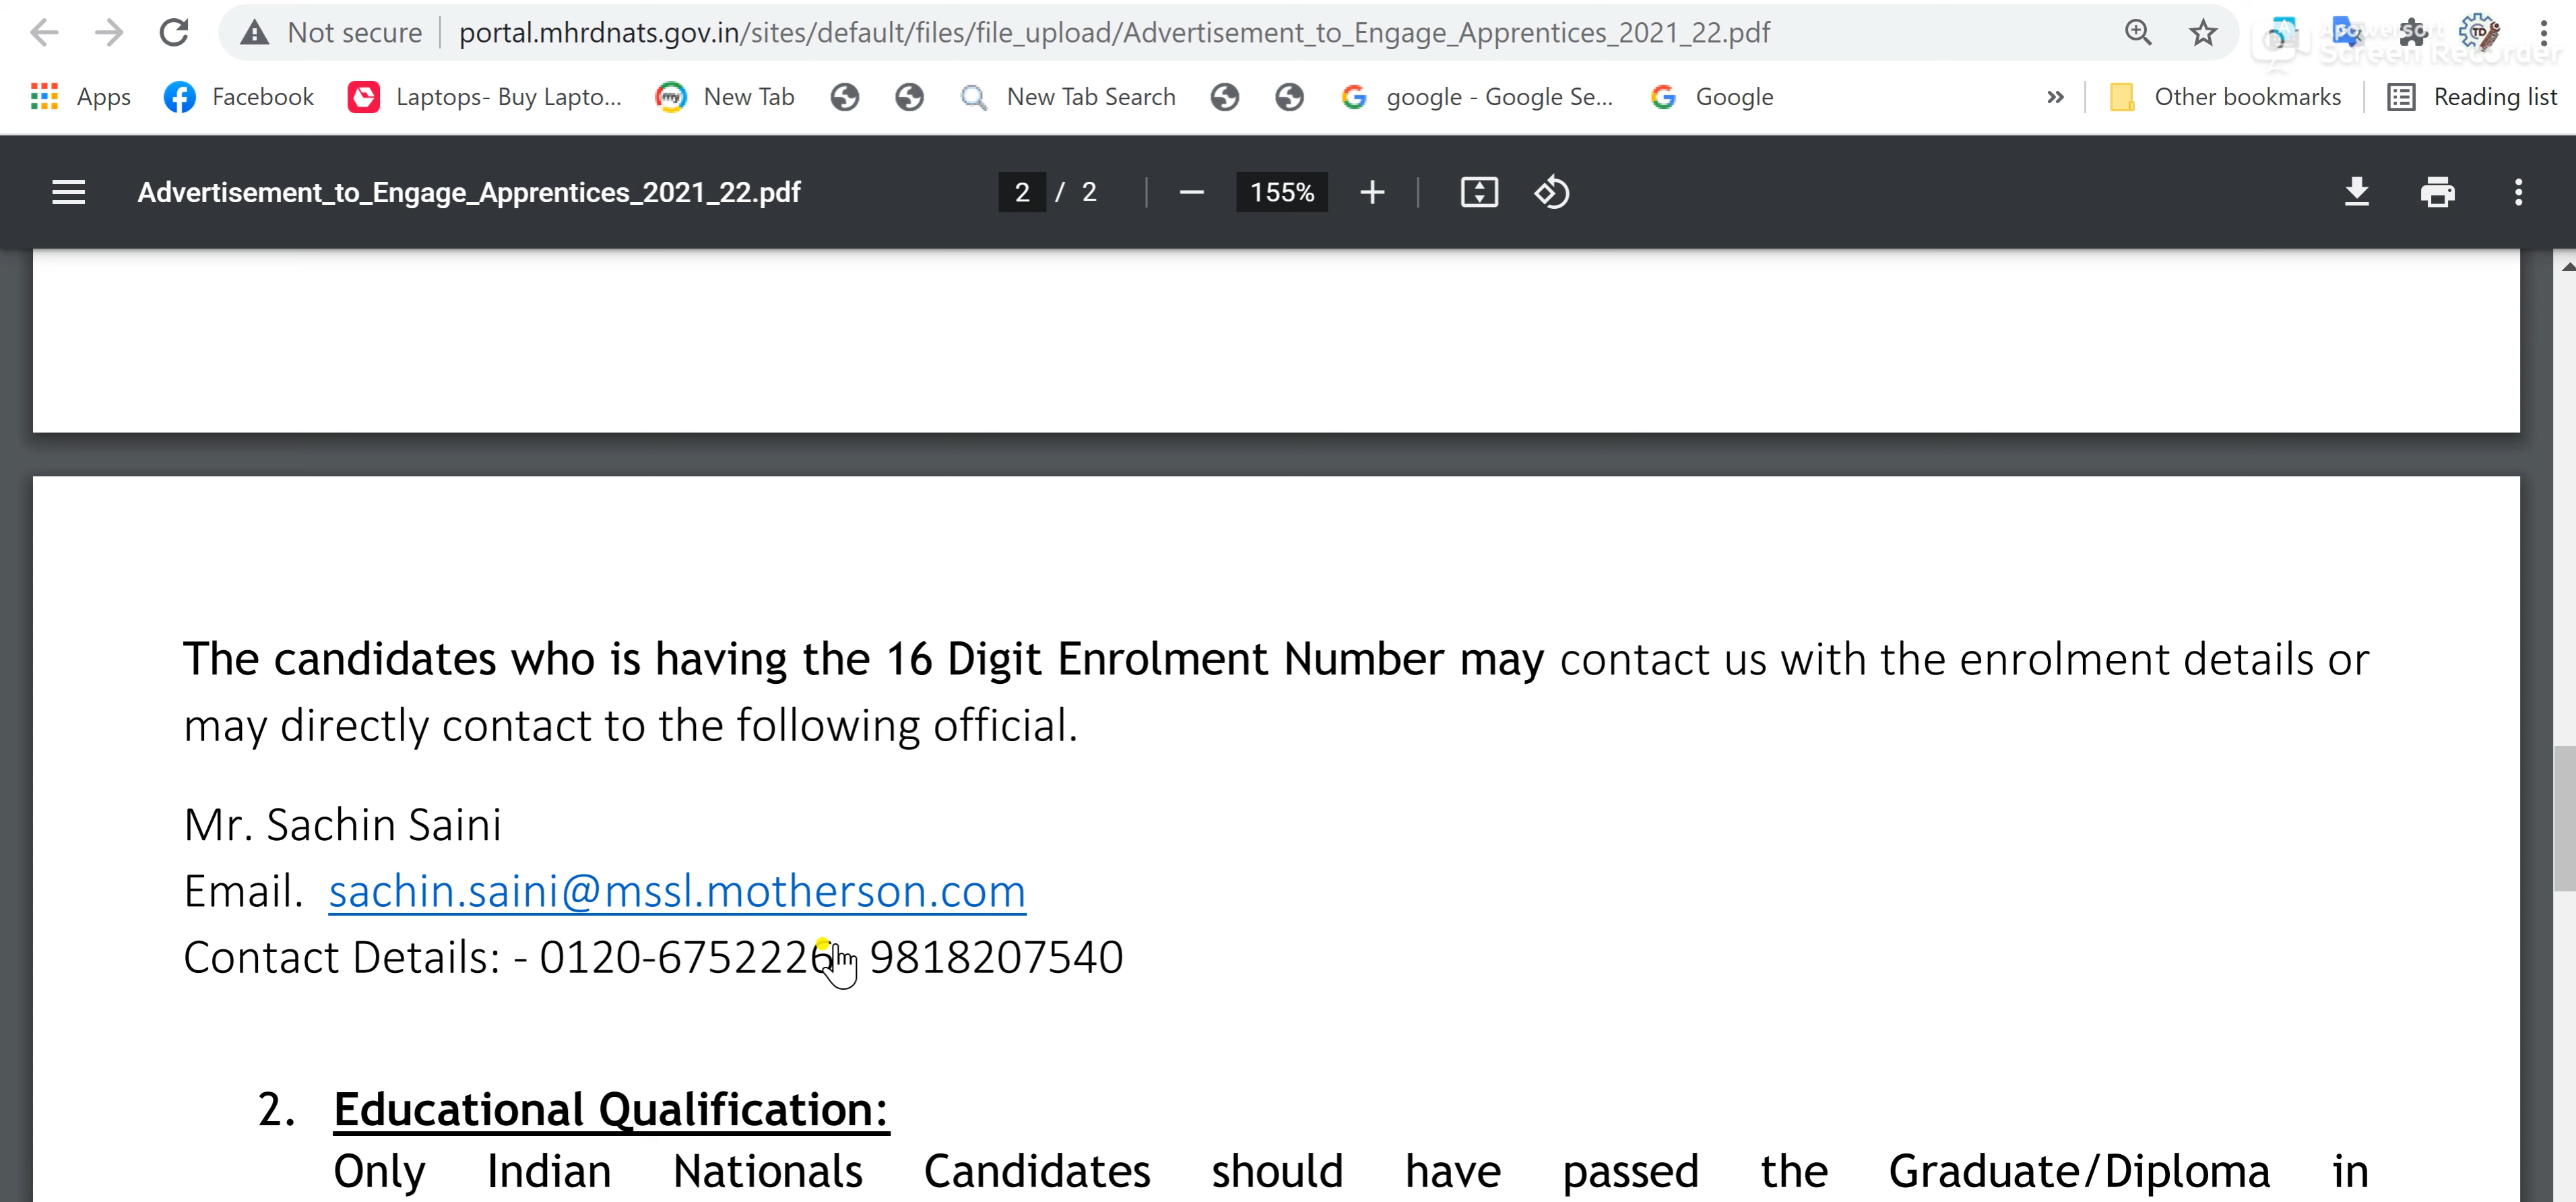 Not secure portal.mhrdnats.gov.in/sites/default/files/file_upload/Advertisement_to_Engage_Apprentices_2021_22.pdf
Apowersoft
Screen Recorder
Apps Facebook Laptops- Buy Lapto... New Tab New Tab Search google - Google Se... Google » Other bookmarks Reading list
Advertisement_to_Engage_Apprentices_2021_22.pdf 2 / 2 155%
The candidates who is having the 16 Digit Enrolment Number may contact us with the enrolment details or
may directly contact to the following official.
Mr. Sachin Saini
Email. sachin.saini@mssl.motherson.com
Contact Details: - 0120-6752226 9818207540
2. Educational Qualification:
Only Indian Nationals Candidates should have passed the Graduate/Diploma in